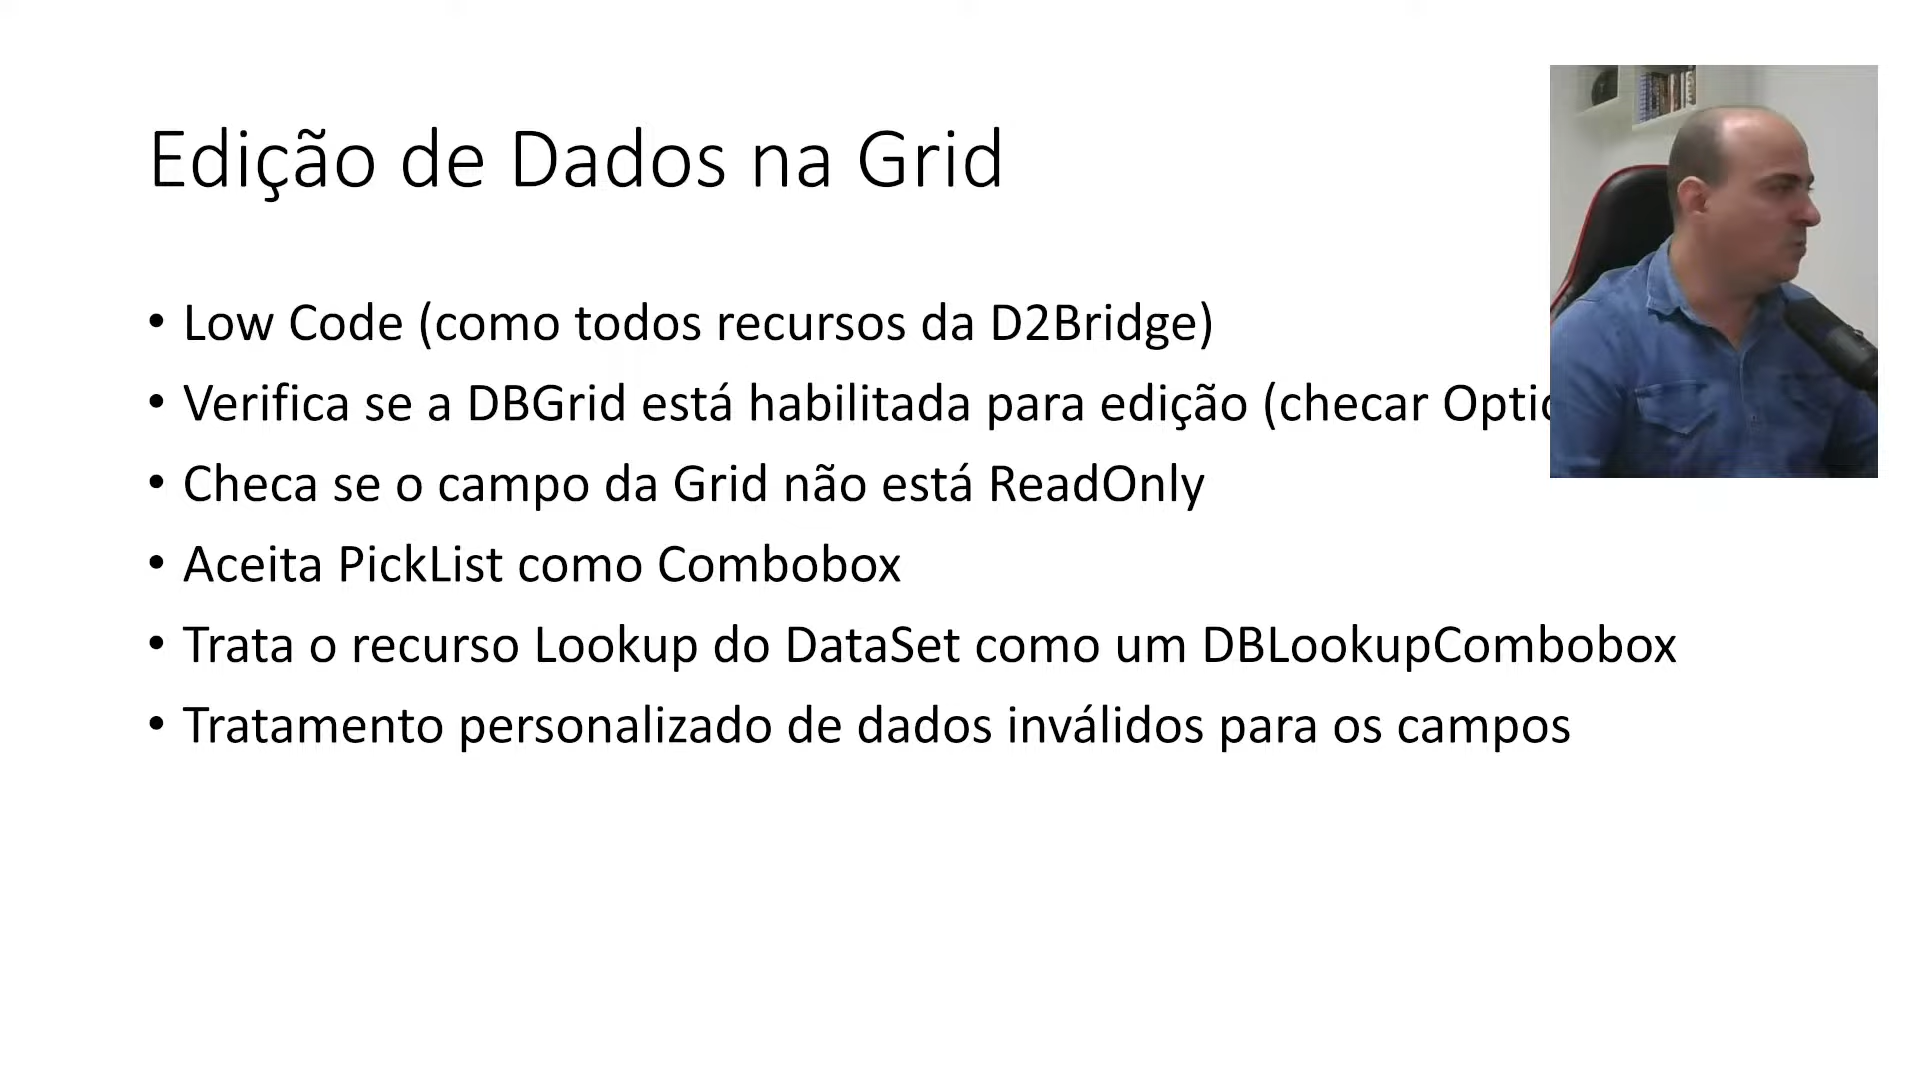 Edição de Dados na Grid
• Low Code (como todos recursos da D2Bridge)
• Verifica se a DBGrid está habilitada para edição (checar
• Checa se o campo da Grid não está ReadOnly
• Aceita PickList como Combobox
• Trata o recurso Lookup do DataSet como um DBLookupCombobox
• Tratamento personalizado de dados inválidos para os campos